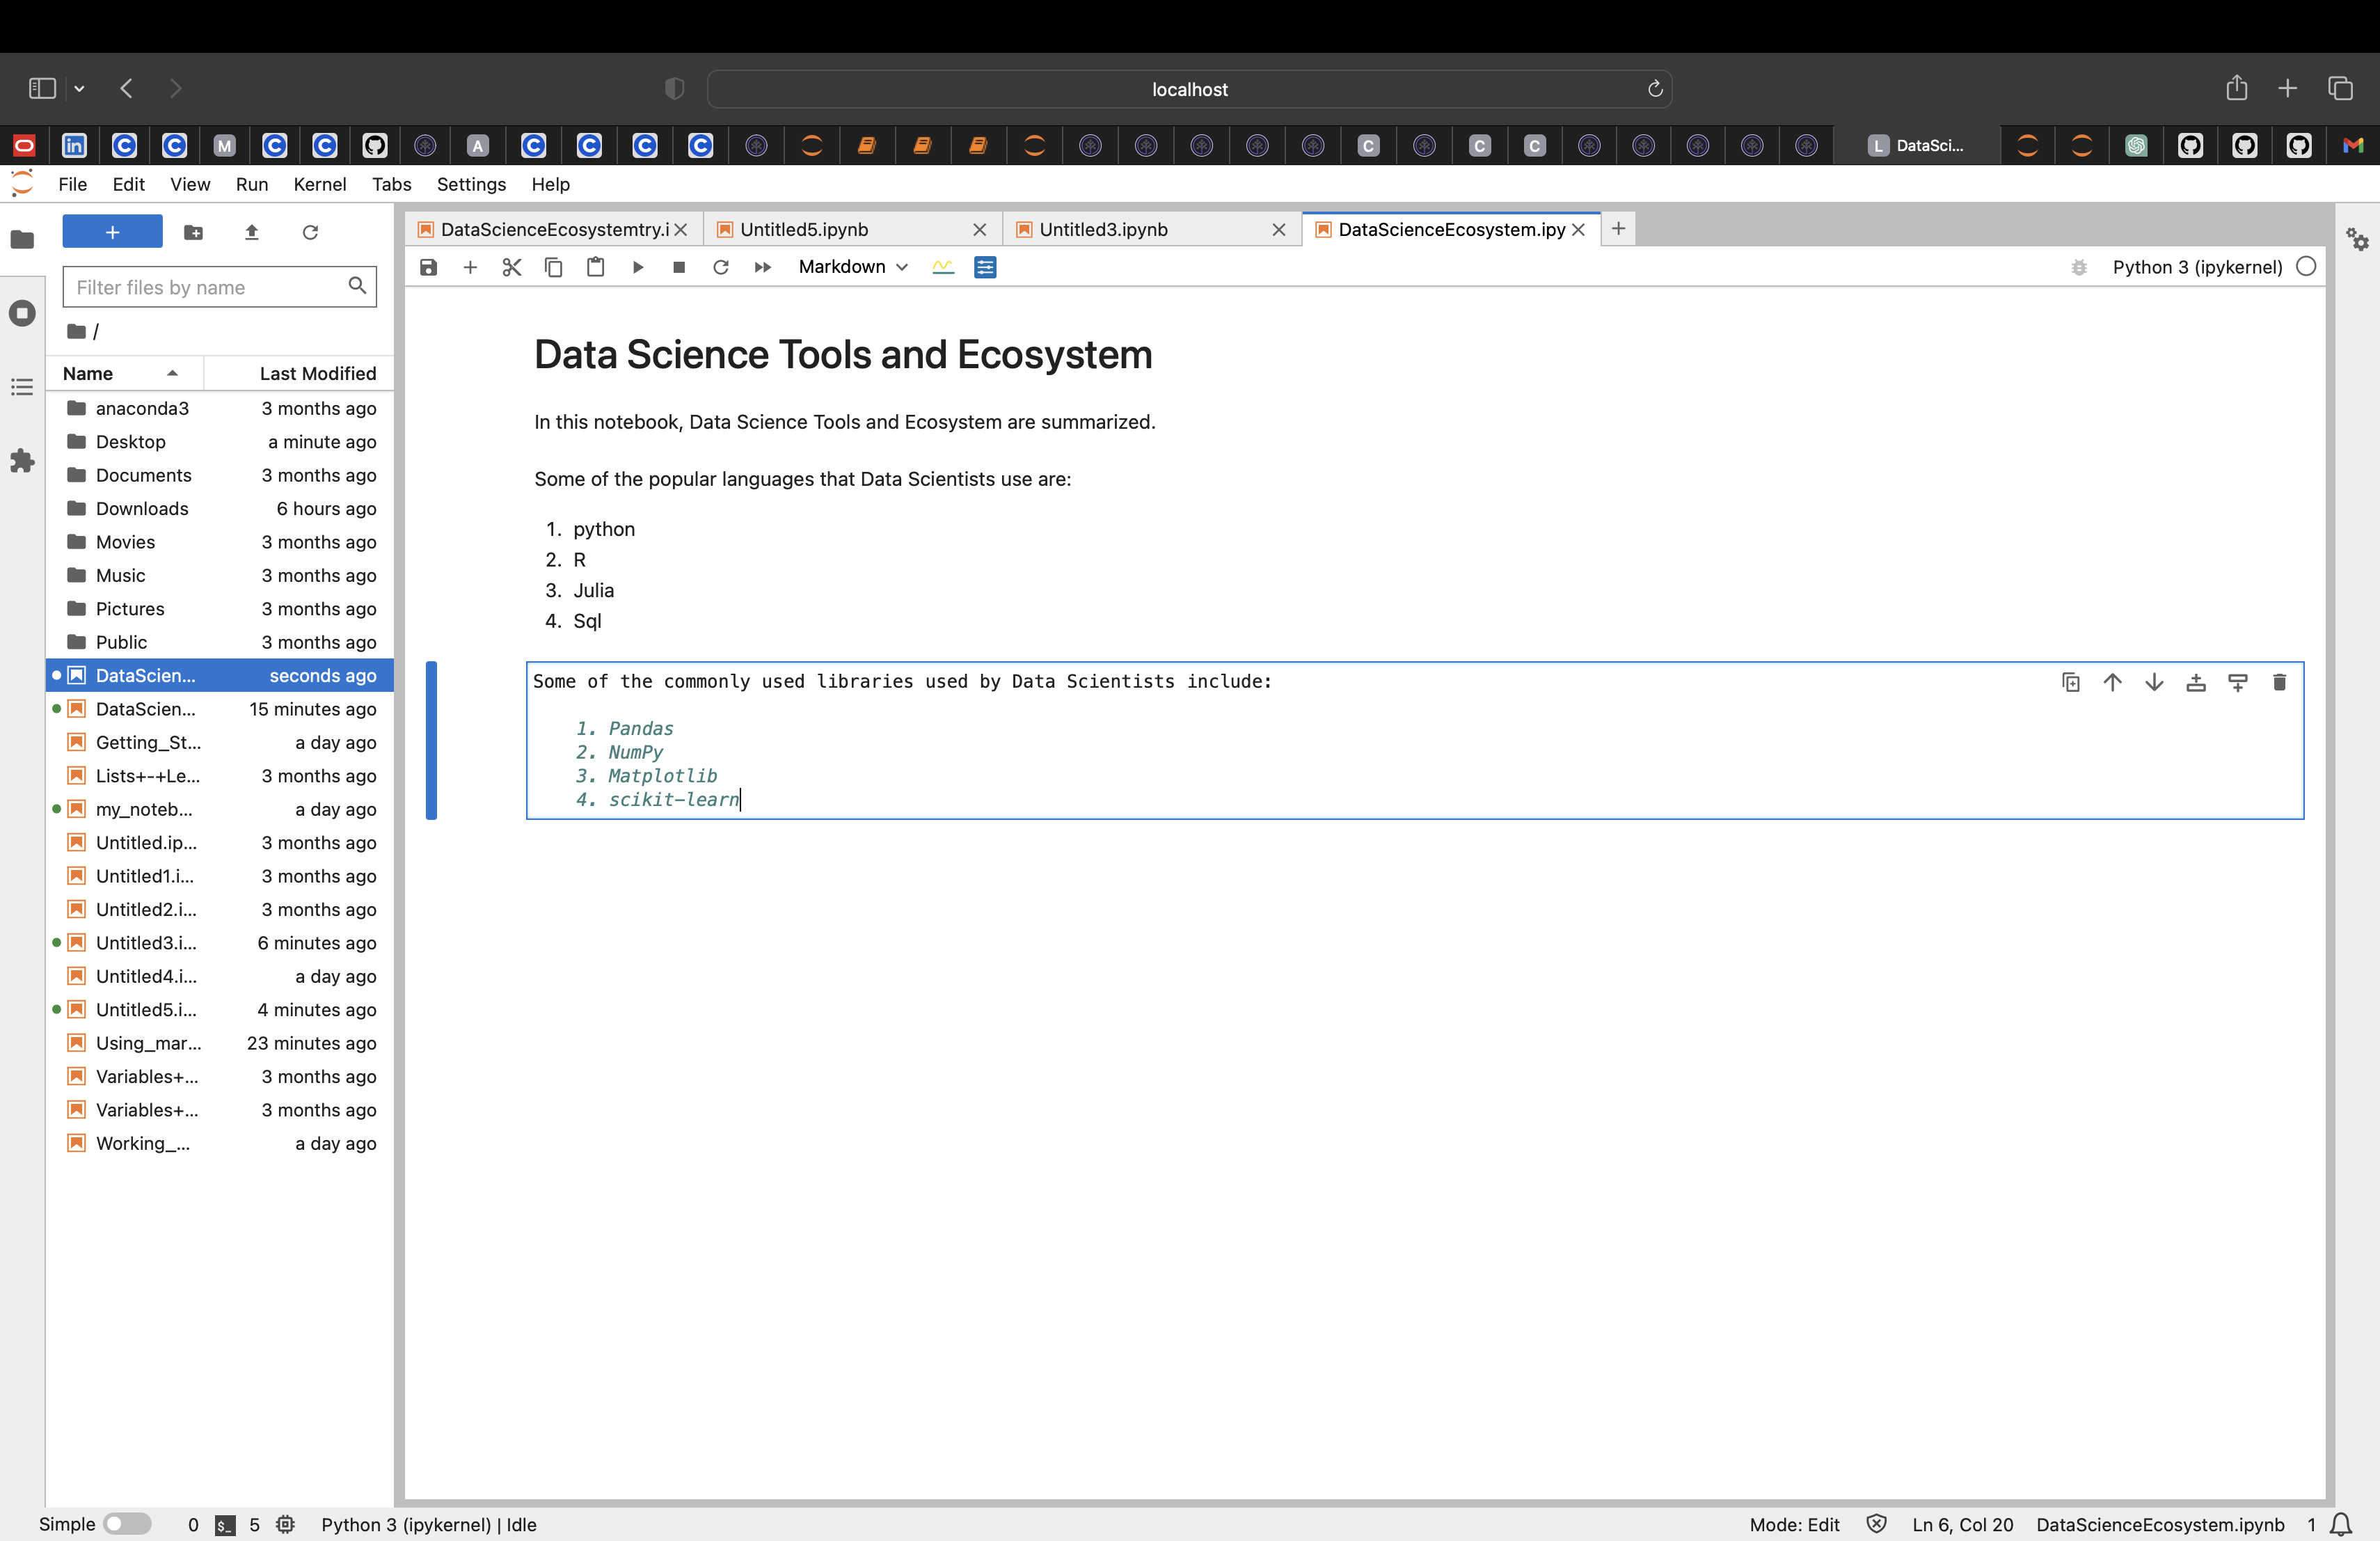 localhost
in
M
A
C
C
C
L DataSci...
File Edit View Run Kernel Tabs Settings Help
DataScienceEcosystemtry.i
Untitled5.ipynb
Untitled3.ipynb
DataScienceEcosystem.ipy
Markdown
Python 3 (ipykernel)
Filter files by name
/
Name Last Modified
anaconda3 3 months ago
Desktop a minute ago
Documents 3 months ago
Downloads 6 hours ago
Movies 3 months ago
Music 3 months ago
Pictures 3 months ago
Public 3 months ago
DataScien... seconds ago
DataScien... 15 minutes ago
Getting_St... a day ago
Lists+-+Le... 3 months ago
my_noteb... a day ago
Untitled.ip... 3 months ago
Untitled1.i... 3 months ago
Untitled2.i... 3 months ago
Untitled3.i... 6 minutes ago
Untitled4.i... a day ago
Untitled5.i... 4 minutes ago
Using_mar... 23 minutes ago
Variables+... 3 months ago
Variables+... 3 months ago
Working_... a day ago
Data Science Tools and Ecosystem
In this notebook, Data Science Tools and Ecosystem are summarized.
Some of the popular languages that Data Scientists use are:
1. python
2. R
3. Julia
4. Sql
Some of the commonly used libraries used by Data Scientists include:
1. Pandas
2. NumPy
3. Matplotlib
4. scikit-learn
Simple 0 $_ 5 Python 3 (ipykernel) | Idle
Mode: Edit Ln 6, Col 20 DataScienceEcosystem.ipynb 1